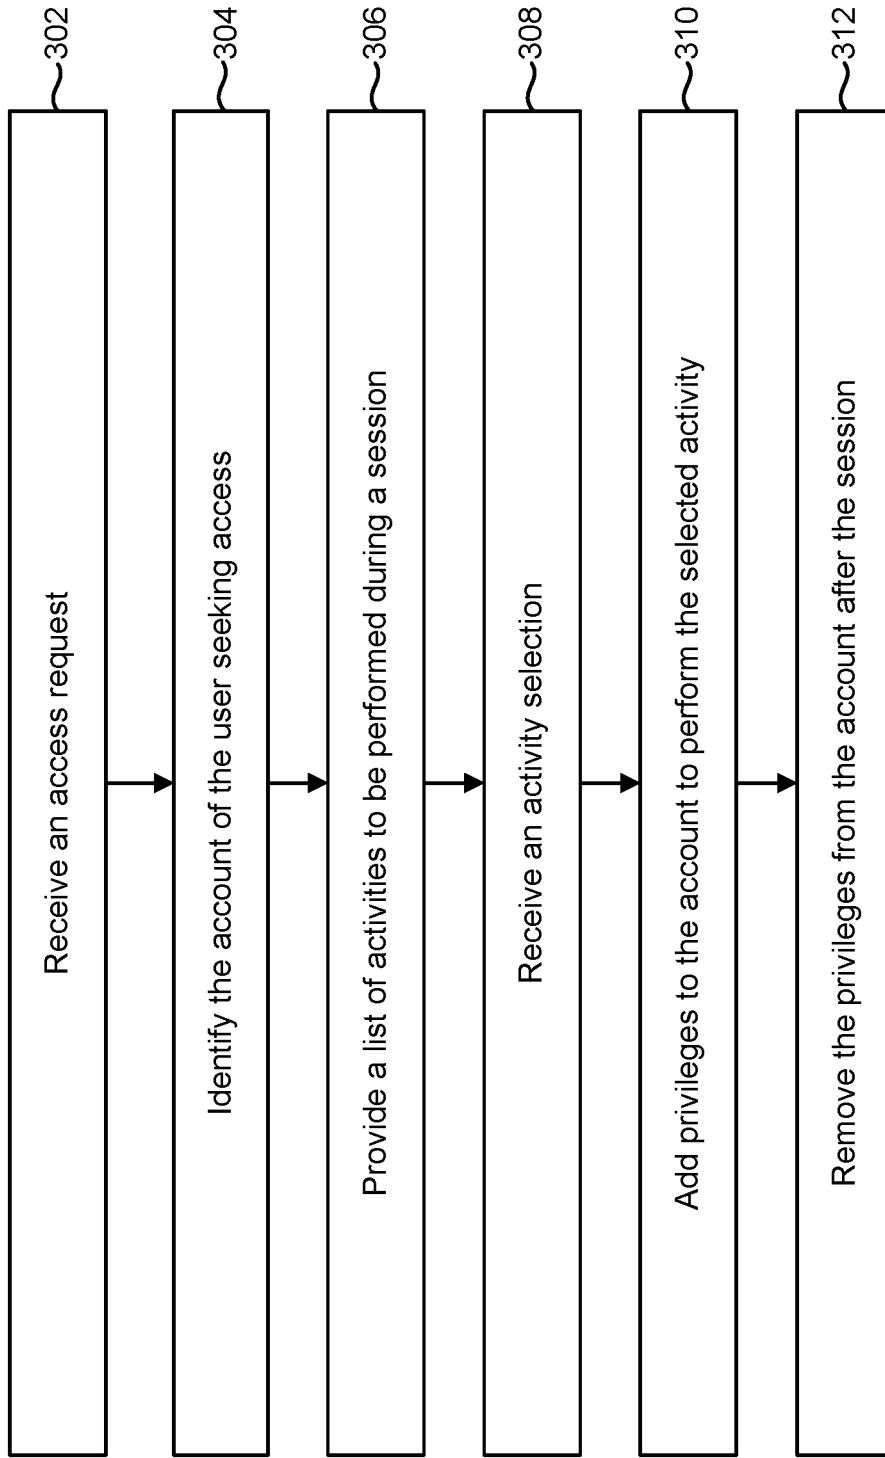 Receive an access request
302
Identify the account of the user seeking access
304
Provide a list of activities to be performed during a session
306
Receive an activity selection
308
Add privileges to the account to perform the selected activity
310
Remove the privileges from the account after the session
312